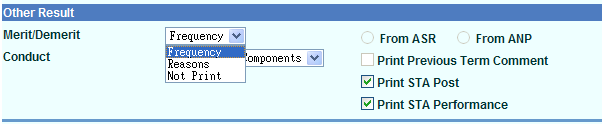 Other Result
Merit/Demerit Frequency From ASR From ANP
Frequency
Reasons
Not Print
Conduct omponents Print Previous Term Comment
Print STA Post
Print STA Performance